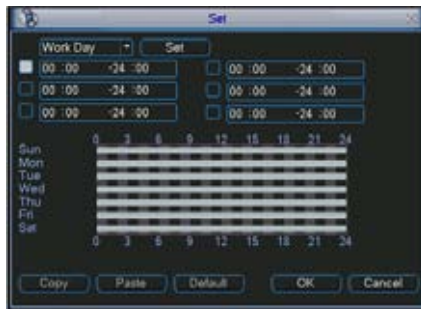 Set
Work Day Set
00 :00 -24 :00 00 :00 -24 :00
00 :00 -24 :00 00 :00 -24 :00
00 :00 -24 :00 00 :00 -24 :00
0 3 6 9 12 15 18 21 24
Sun
Mon
Tue
Wed
Thu
Fri
Sat
0 3 6 9 12 15 18 21 24
Copy Paste Default OK Cancel